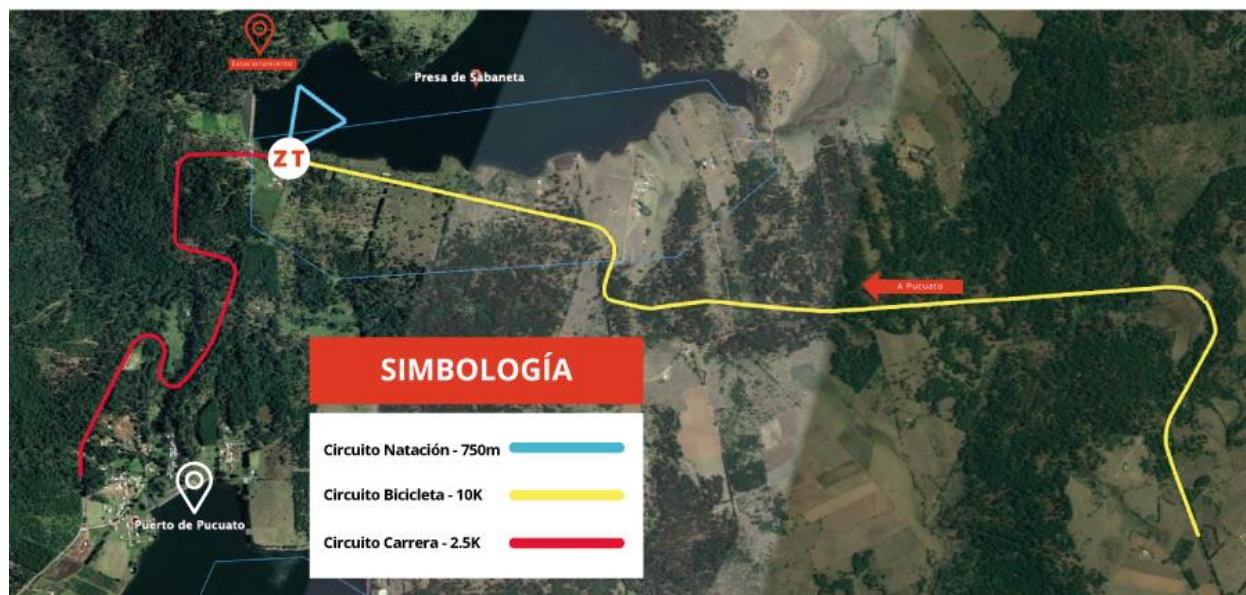 Estacionamiento
Presa de Sabaneta
ZT
A Pucuato
SIMBOLOGÍA
Circuito Natación - 750m
Circuito Bicicleta - 10K
Circuito Carrera - 2.5K
Puerto de Pucuato